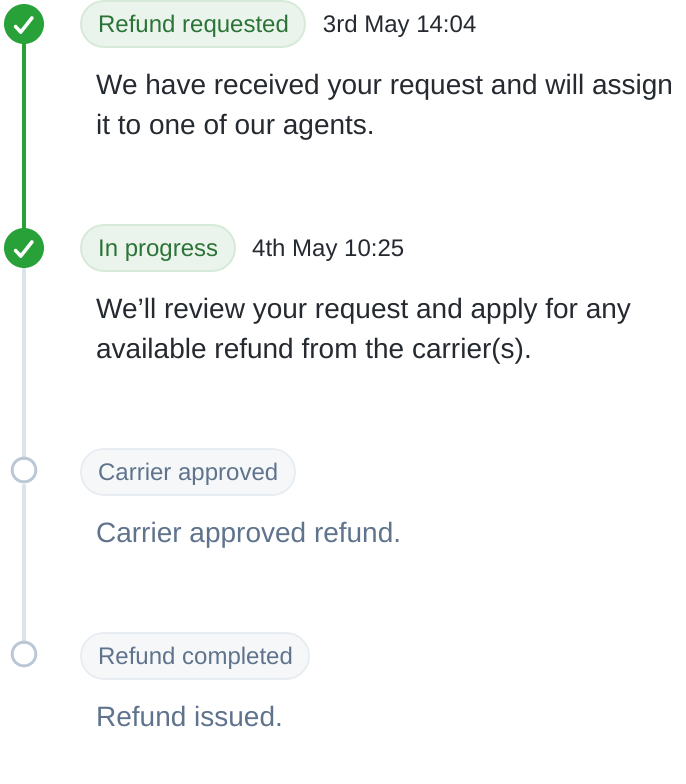 Refund requested 3rd May 14:04
We have received your request and will assign
it to one of our agents.
In progress 4th May 10:25
We’ll review your request and apply for any
available refund from the carrier(s).
Carrier approved
Carrier approved refund.
Refund completed
Refund issued.